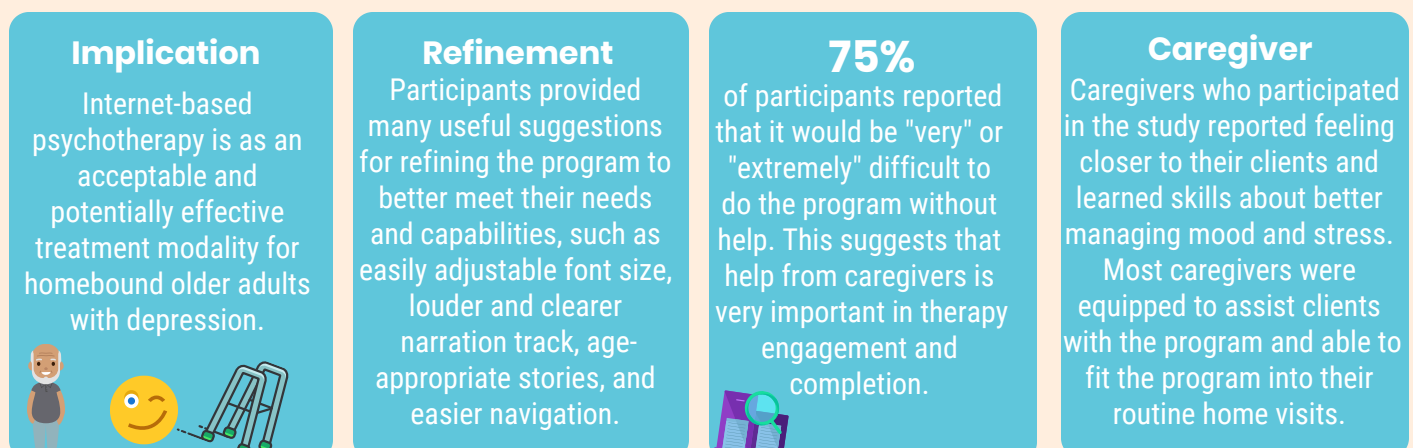 Implication
Internet-based
psychotherapy is as an
acceptable and
potentially effective
treatment modality for
homebound older adults
with depression.
Refinement
Participants provided
many useful suggestions
for refining the program to
better meet their needs
and capabilities, such as
easily adjustable font size,
louder and clearer
narration track, age-
appropriate stories, and
easier navigation.
75%
of participants reported
that it would be "very" or
"extremely" difficult to
do the program without
help. This suggests that
help from caregivers is
very important in therapy
engagement and
completion.
Caregiver
Caregivers who participated
in the study reported feeling
closer to their clients and
learned skills about better
managing mood and stress.
Most caregivers were
equipped to assist clients
with the program and able to
fit the program into their
routine home visits.